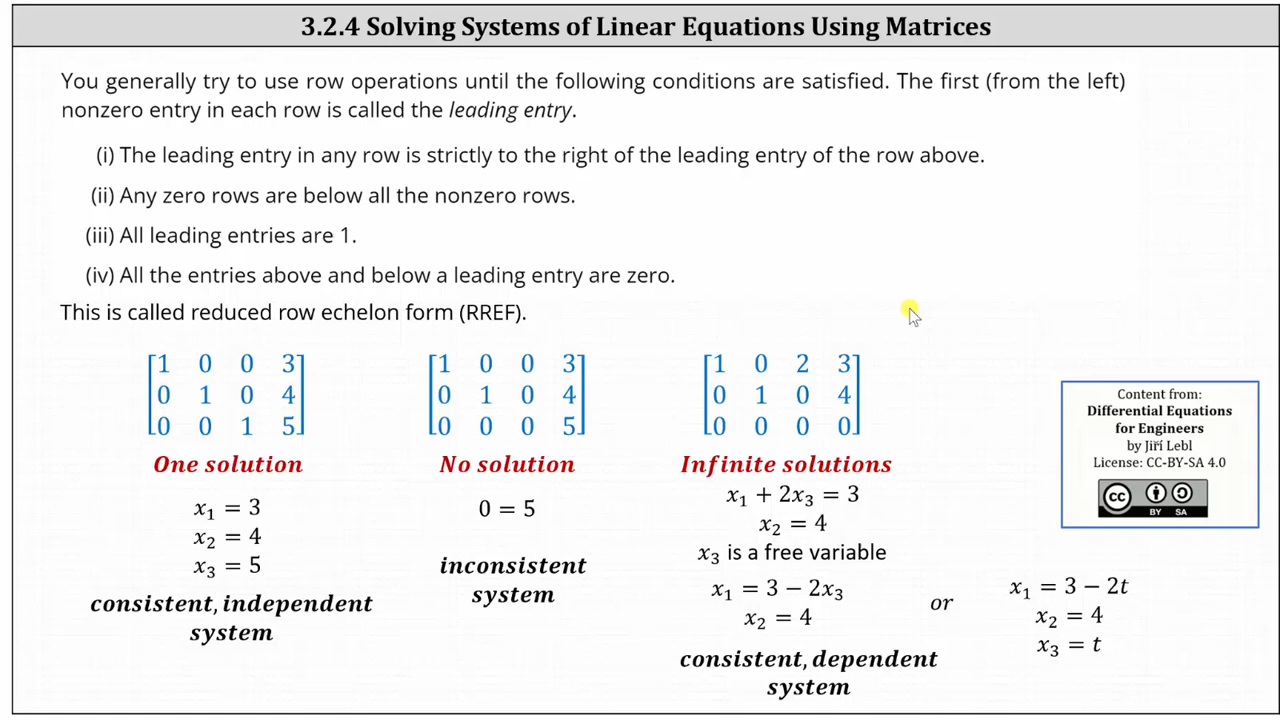 3.2.4 Solving Systems of Linear Equations Using Matrices
You generally try to use row operations until the following conditions are satisfied. The first (from the left)
nonzero entry in each row is called the leading entry.
(i) The leading entry in any row is strictly to the right of the leading entry of the row above.
(ii) Any zero rows are below all the nonzero rows.
(iii) All leading entries are 1.
(iv) All the entries above and below a leading entry are zero.
This is called reduced row echelon form (RREF).
[1 0 0 3]
[0 1 0 4]
[0 0 1 5]
One solution
x₁ = 3
x₂ = 4
x₃ = 5
consistent, independent
system
[1 0 0 3]
[0 1 0 4]
[0 0 0 5]
No solution
0 = 5
inconsistent
system
[1 0 2 3]
[0 1 0 4]
[0 0 0 0]
Infinite solutions
x₁ + 2x₃ = 3
x₂ = 4
x₃ is a free variable
x₁ = 3 − 2x₃
x₂ = 4
or
x₁ = 3 − 2t
x₂ = 4
x₃ = t
consistent, dependent
system
Content from:
Differential Equations
for Engineers
by Jiří Lebl
License: CC-BY-SA 4.0
cc
BY SA